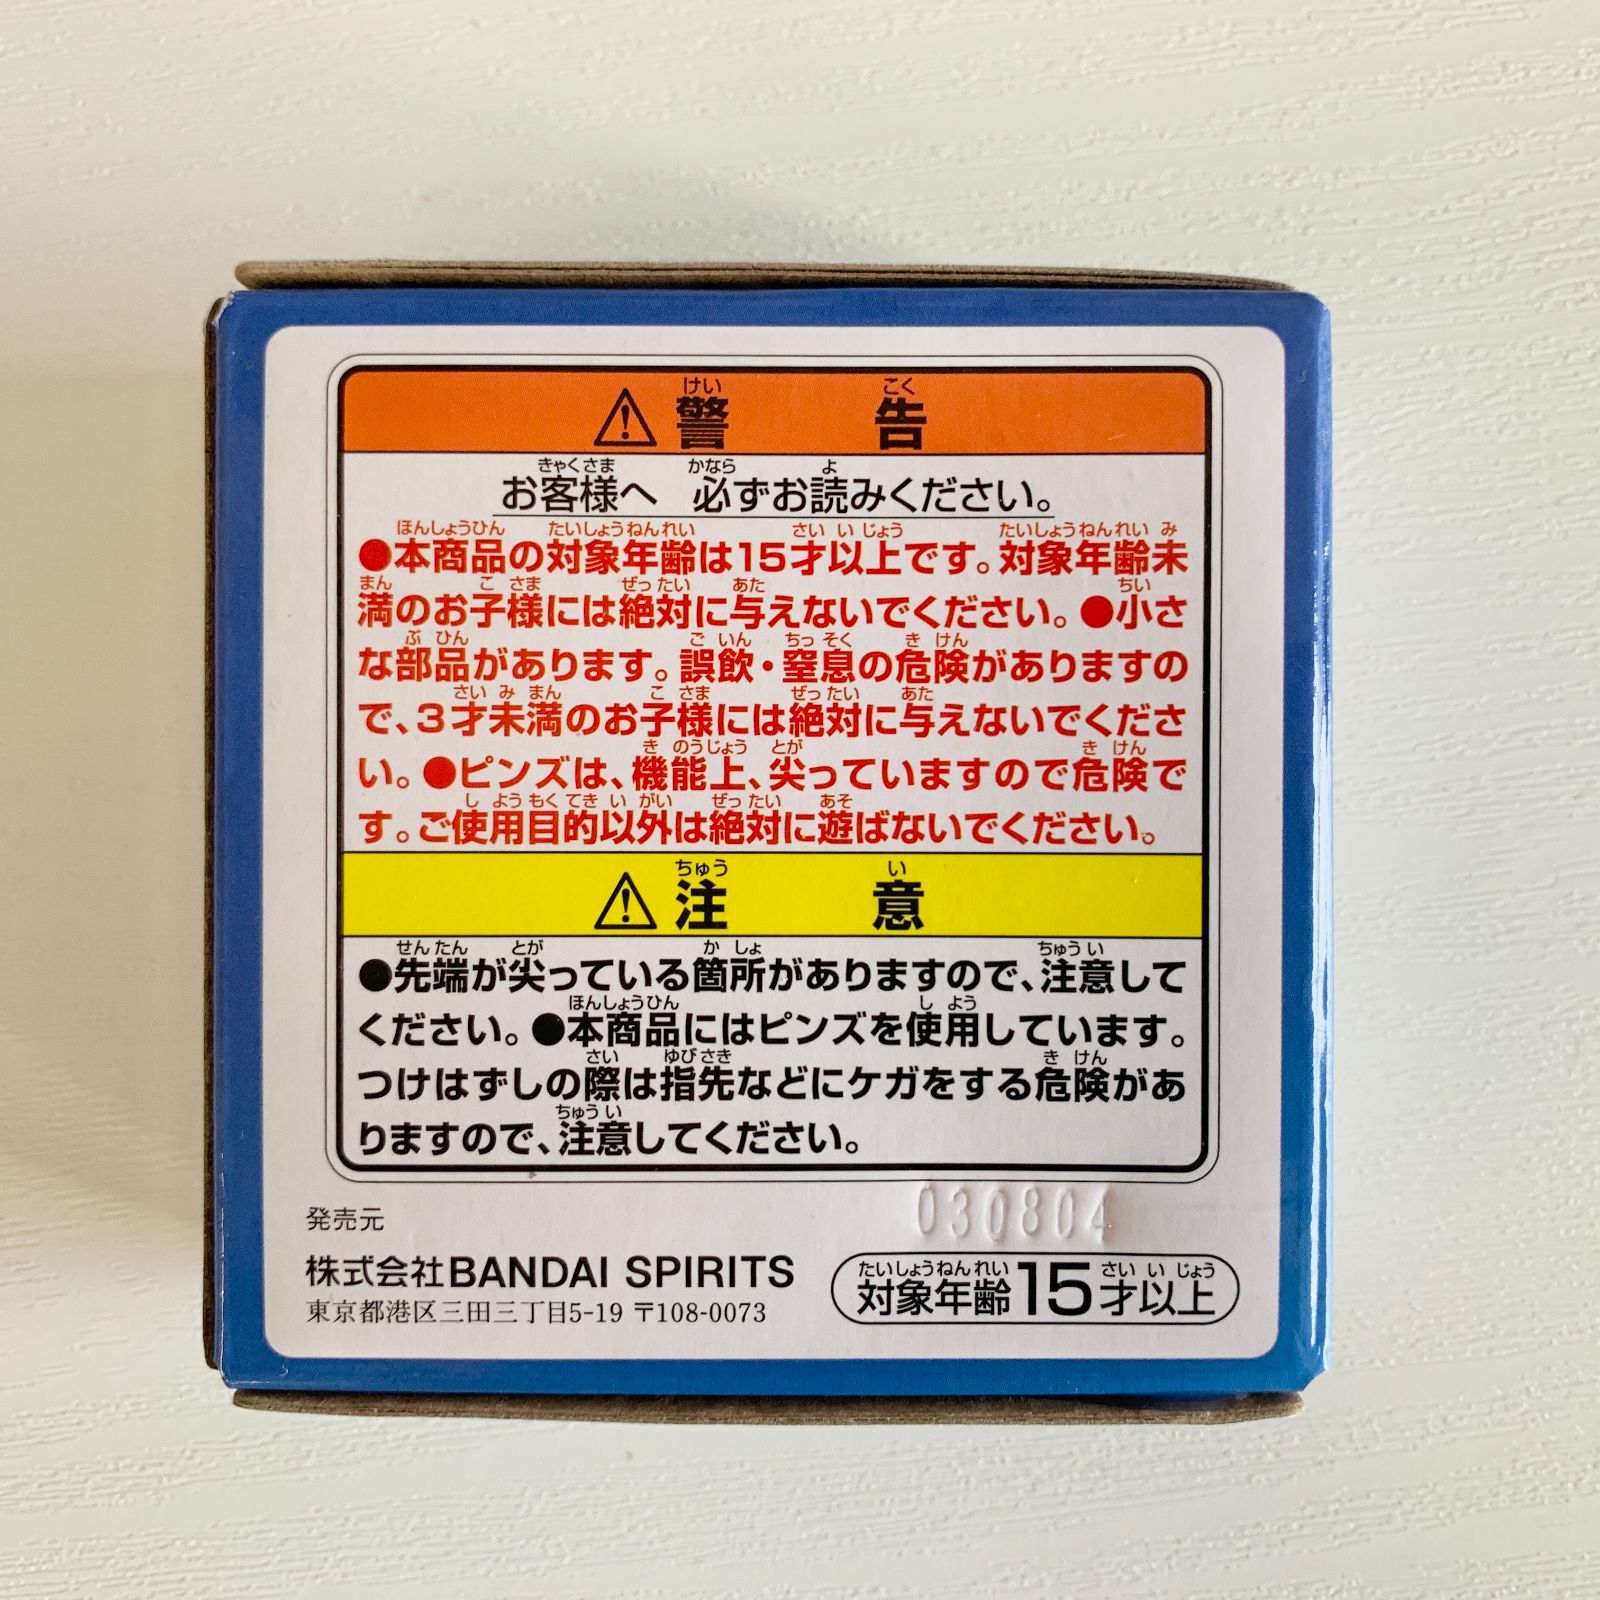 ⚠警告
お客様へ 必ずお読みください。
●本商品の対象年齢は15才以上です。対象年齢未
満のお子様には絶対に与えないでください。●小さ
な部品があります。誤飲・窒息の危険がありますの
で、3才未満のお子様には絶対に与えないでくださ
い。●ピンズは、機能上、尖っていますので危険で
す。ご使用目的以外は絶対に遊ばないでください。
⚠注意
●先端が尖っている箇所がありますので、注意して
ください。●本商品にはピンズを使用しています。
つけはずしの際は指先などにケガをする危険があ
りますので、注意してください。
030804
発売元
株式会社BANDAI SPIRITS
東京都港区三田三丁目5-19 〒108-0073
対象年齢15才以上